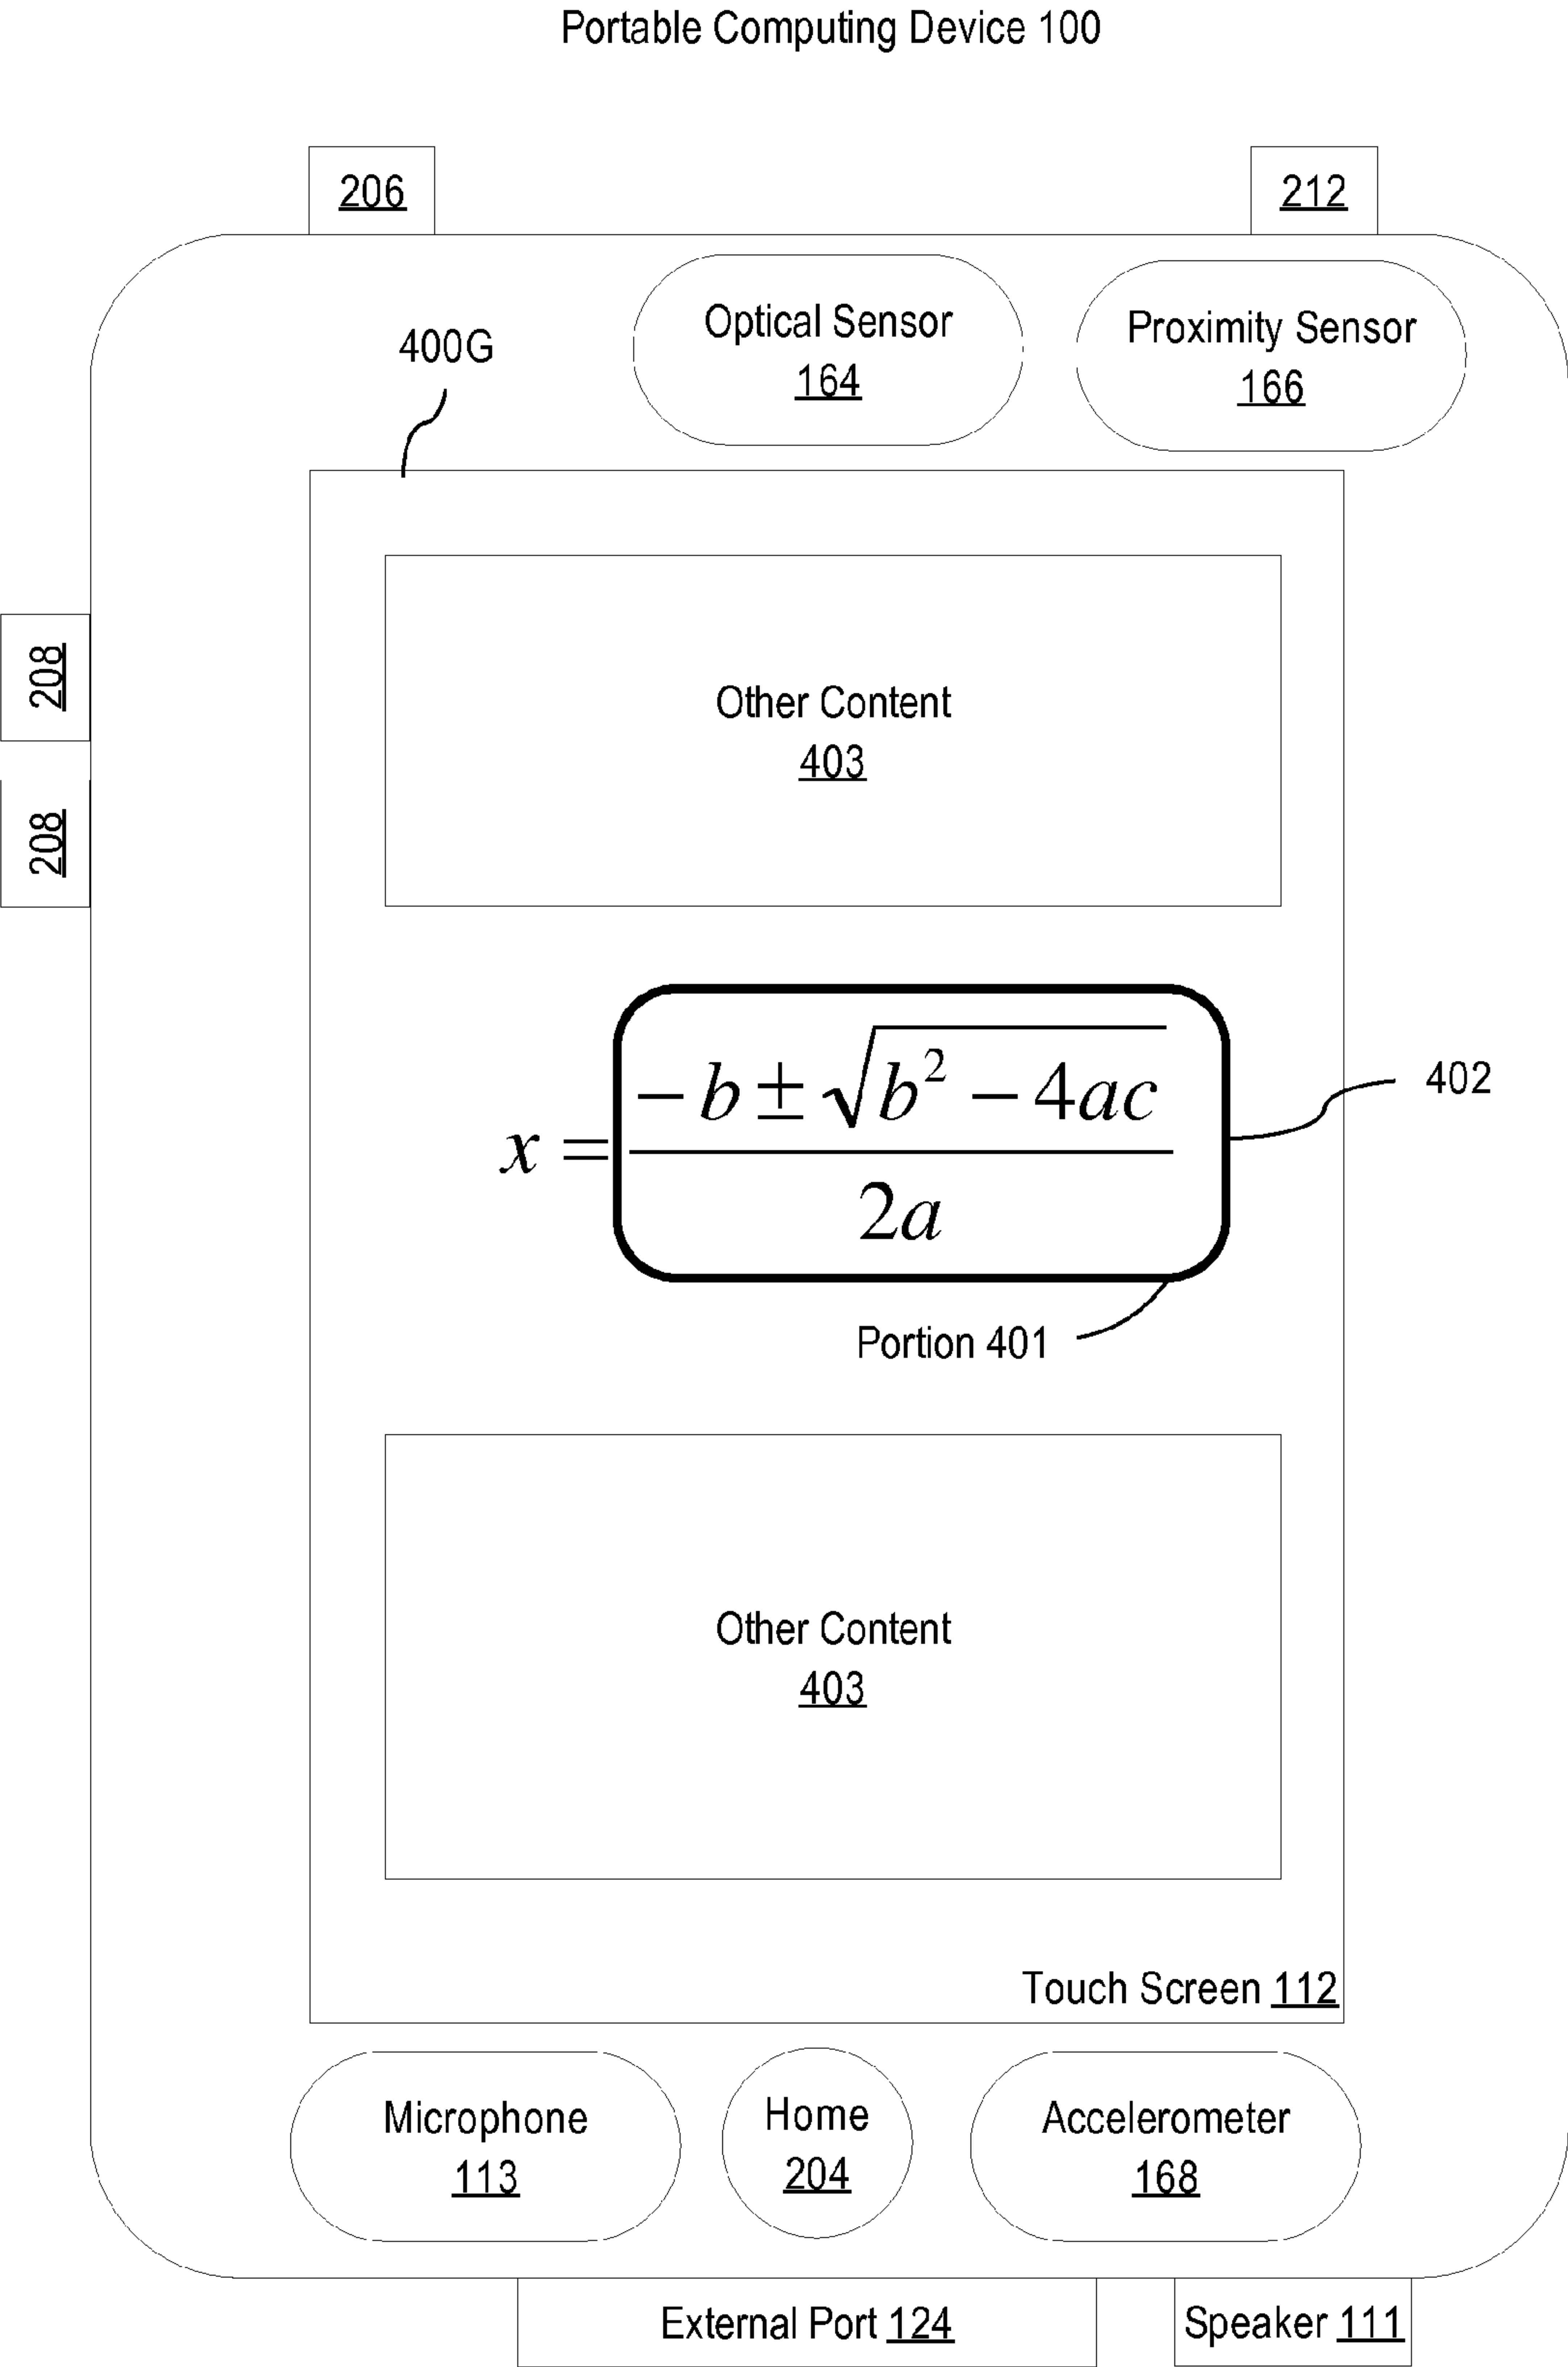 Portable Computing Device 100
206
212
Optical Sensor
164
Proximity Sensor
166
400G
208
Other Content
403
208
x = (−b ± √(b² − 4ac)) / 2a
402
Portion 401
Other Content
403
Touch Screen 112
Microphone
113
Home
204
Accelerometer
168
External Port 124
Speaker 111